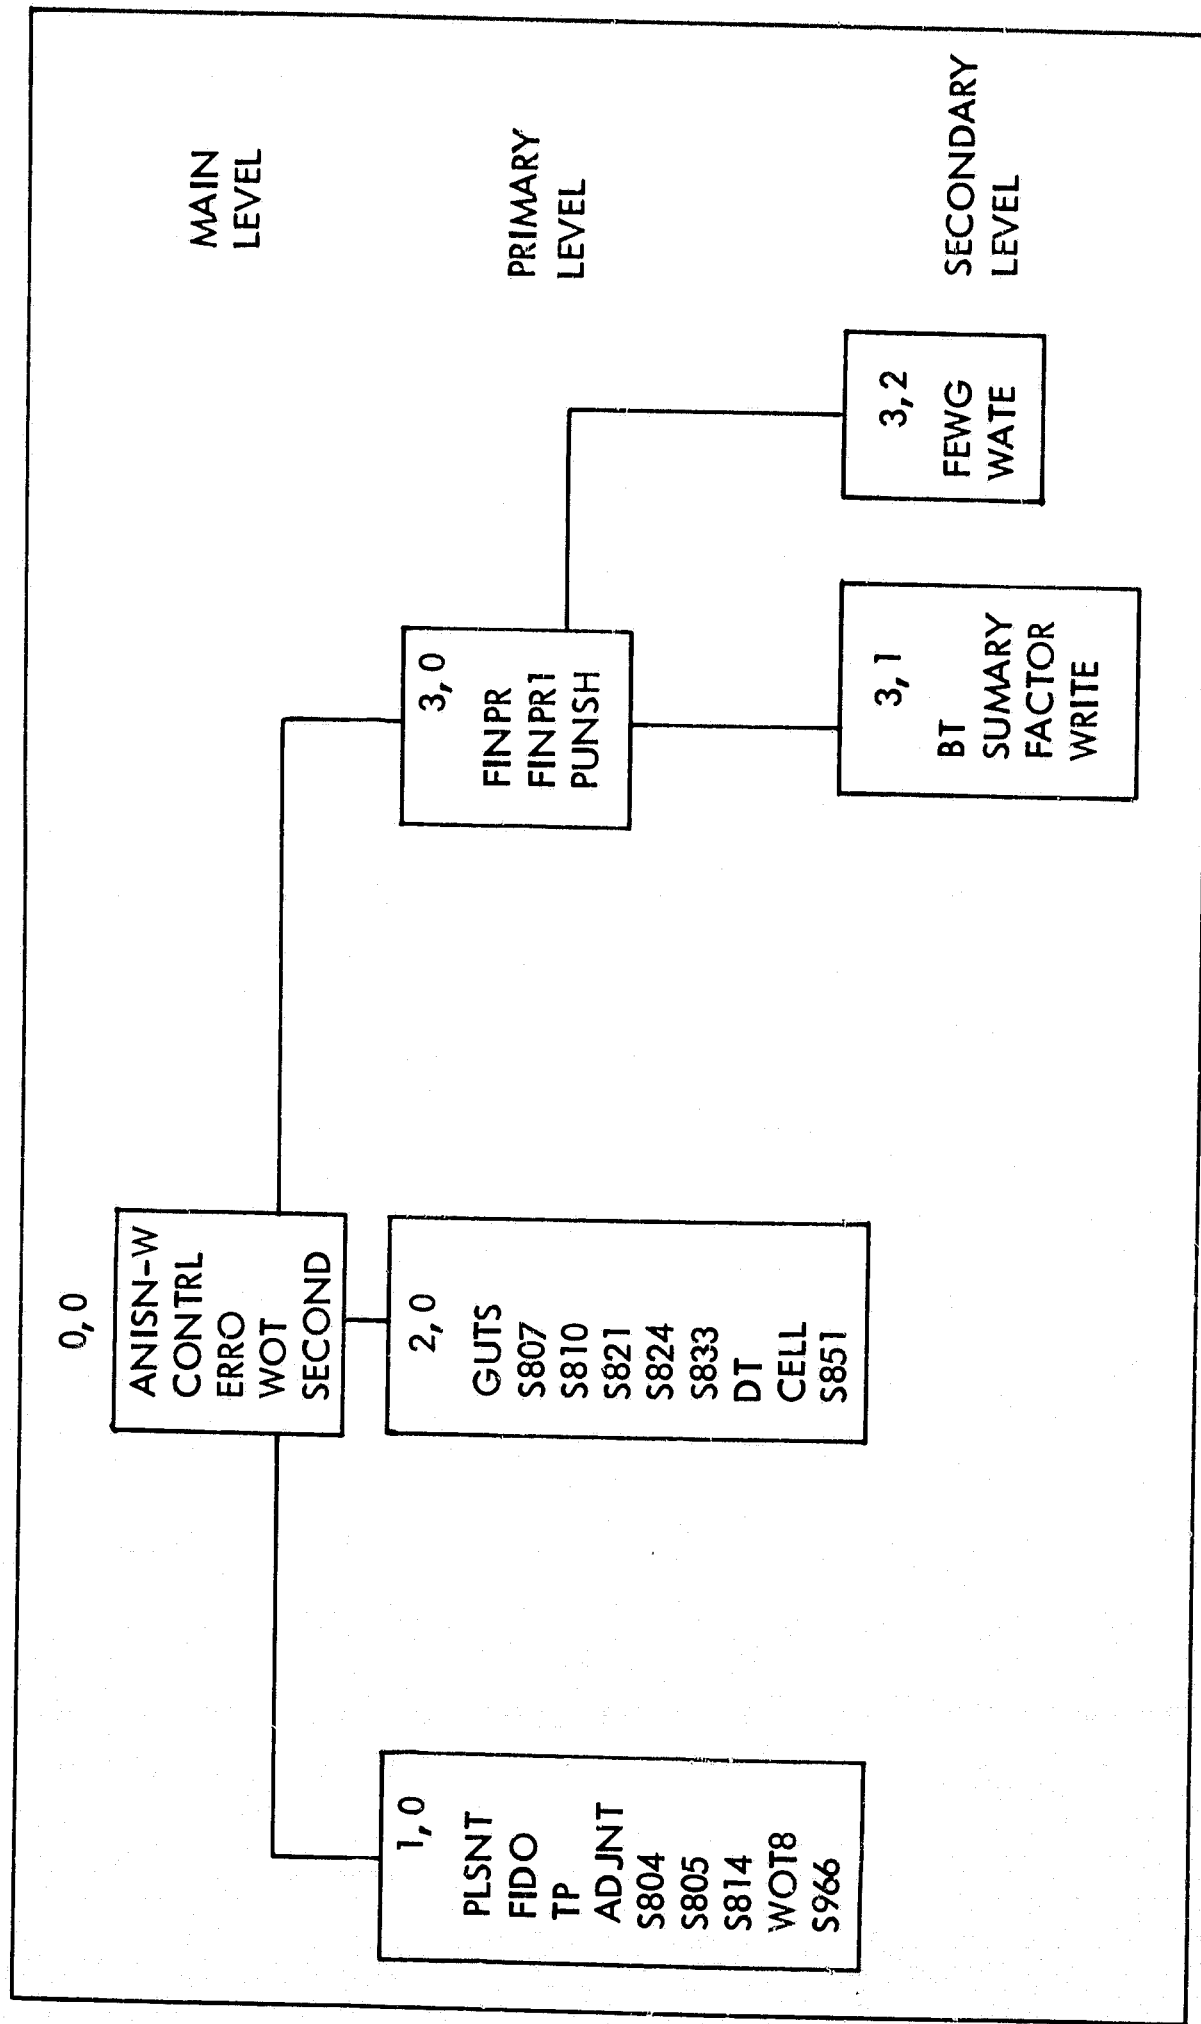 0,0
ANISN-W
CONTRL
ERRO
WOT
SECOND
MAIN
LEVEL
1,0
PLSNT
FIDO
TP
ADJNT
S804
S805
S814
WOT8
S966
2,0
GUTS
S807
S810
S821
S824
S833
DT
CELL
S851
3,0
FINPR
FINPR1
PUNSH
PRIMARY
LEVEL
3,1
BT
SUMARY
FACTOR
WRITE
3,2
FEWG
WATE
SECONDARY
LEVEL